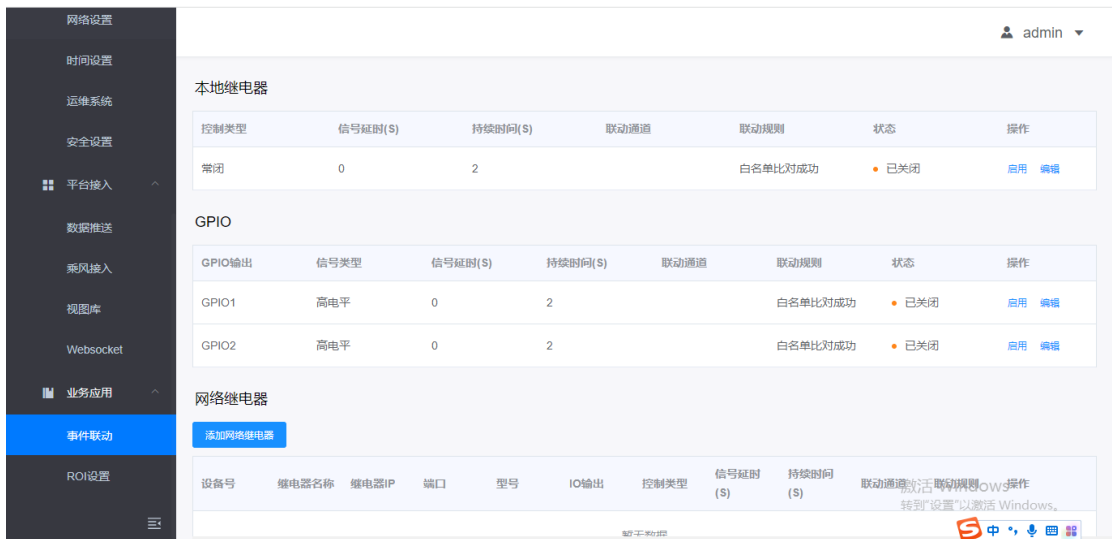 网络设置
时间设置
运维系统
安全设置
平台接入
数据推送
乘风接入
视图库
Websocket
业务应用
事件联动
ROI设置
admin
本地继电器
控制类型 信号延时(S) 持续时间(S) 联动通道 联动规则 状态 操作
常闭 0 2 白名单比对成功 已关闭 启用 编辑
GPIO
GPIO输出 信号类型 信号延时(S) 持续时间(S) 联动通道 联动规则 状态 操作
GPIO1 高电平 0 2 白名单比对成功 已关闭 启用 编辑
GPIO2 高电平 0 2 白名单比对成功 已关闭 启用 编辑
网络继电器
添加网络继电器
设备号 继电器名称 继电器IP 端口 型号 IO输出 控制类型 信号延时(S) 持续时间(S) 联动通道 联动规则 操作
暂无数据
激活 Windows
转到"设置"以激活 Windows。
中